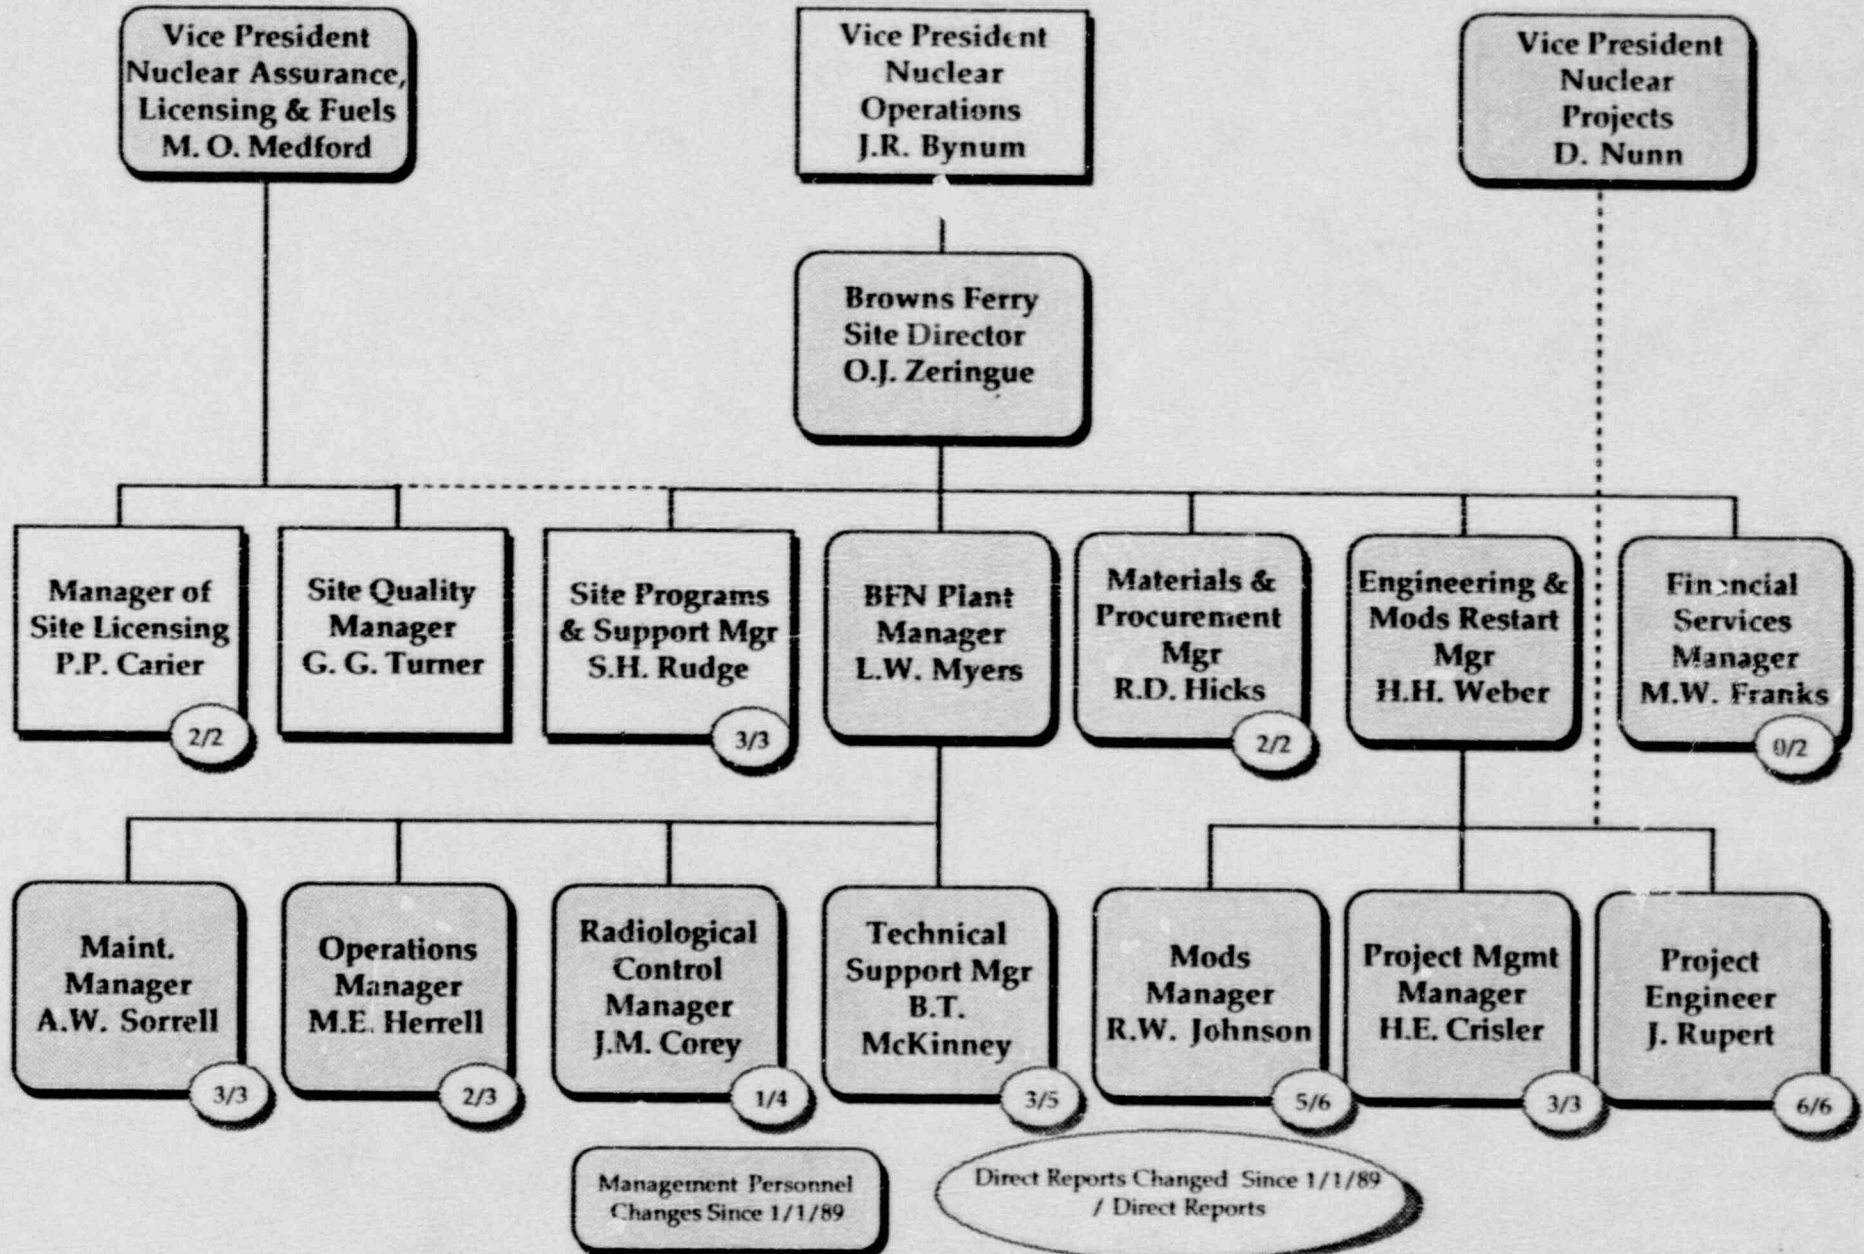 Vice President
Nuclear Assurance,
Licensing & Fuels
M. O. Medford
Vice President
Nuclear
Operations
J.R. Bynum
Vice President
Nuclear
Projects
D. Nunn
Browns Ferry
Site Director
O.J. Zeringue
Manager of
Site Licensing
P.P. Carier
2/2
Site Quality
Manager
G. G. Turner
Site Programs
& Support Mgr
S.H. Rudge
3/3
BFN Plant
Manager
L.W. Myers
Materials &
Procurement
Mgr
R.D. Hicks
2/2
Engineering &
Mods Restart
Mgr
H.H. Weber
Financial
Services
Manager
M.W. Franks
0/2
Maint.
Manager
A.W. Sorrell
3/3
Operations
Manager
M.E. Herrell
2/3
Radiological
Control
Manager
J.M. Corey
1/4
Technical
Support Mgr
B.T.
McKinney
3/5
Mods
Manager
R.W. Johnson
5/6
Project Mgmt
Manager
H.E. Crisler
3/3
Project
Engineer
J. Rupert
6/6
Management Personnel
Changes Since 1/1/89
Direct Reports Changed Since 1/1/89
/ Direct Reports